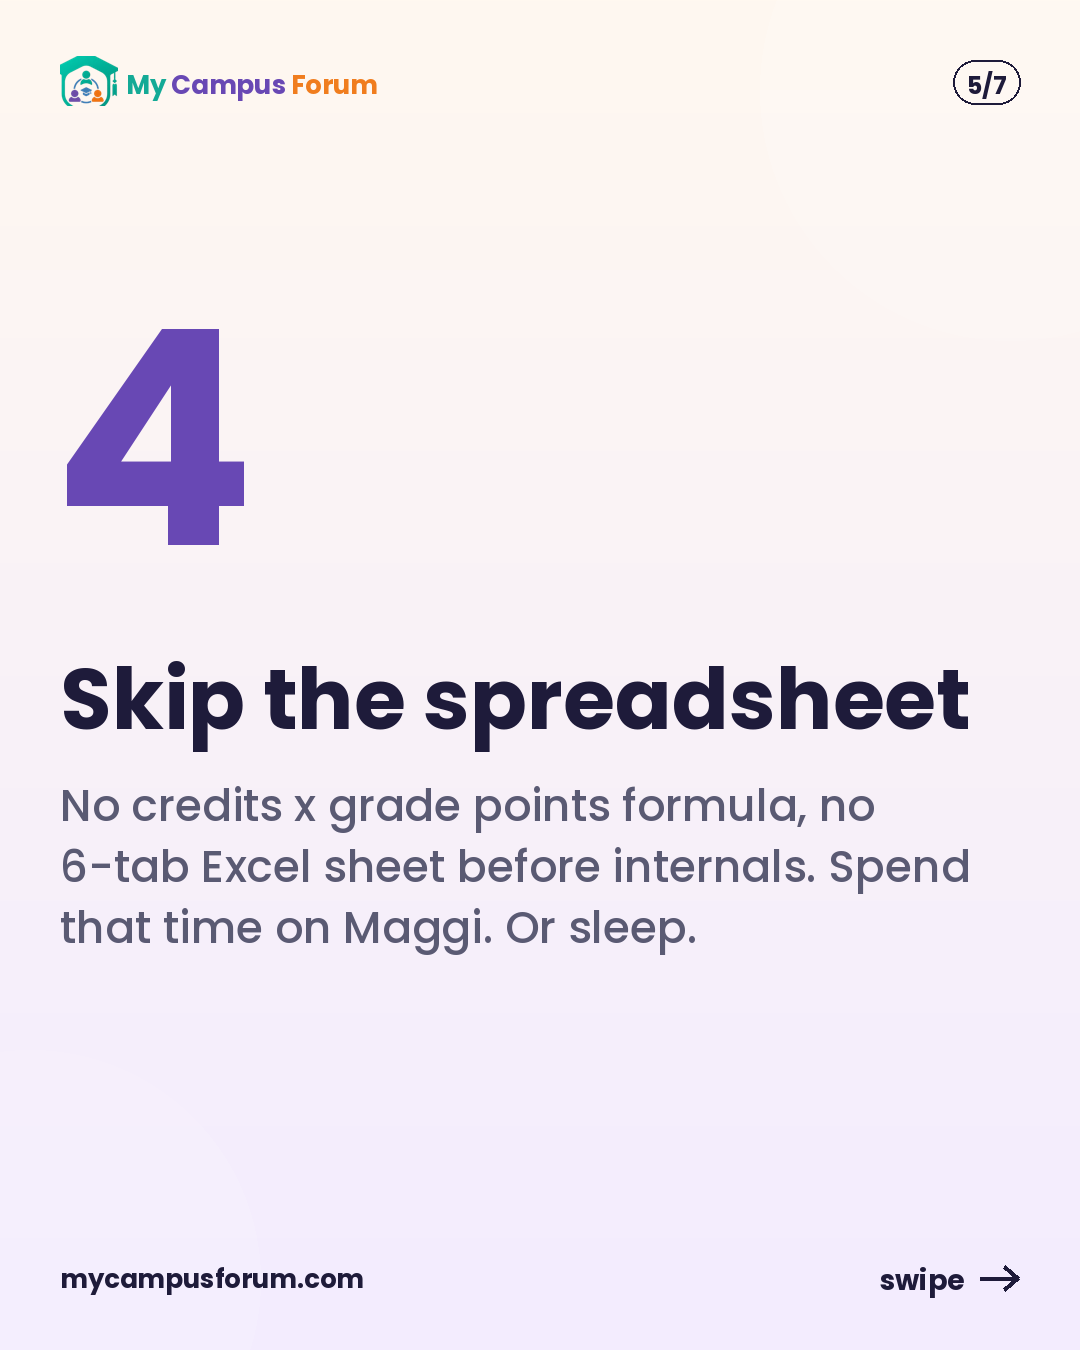 My Campus Forum
5/7
4
Skip the spreadsheet
No credits x grade points formula, no
6-tab Excel sheet before internals. Spend
that time on Maggi. Or sleep.
mycampusforum.com
swipe →